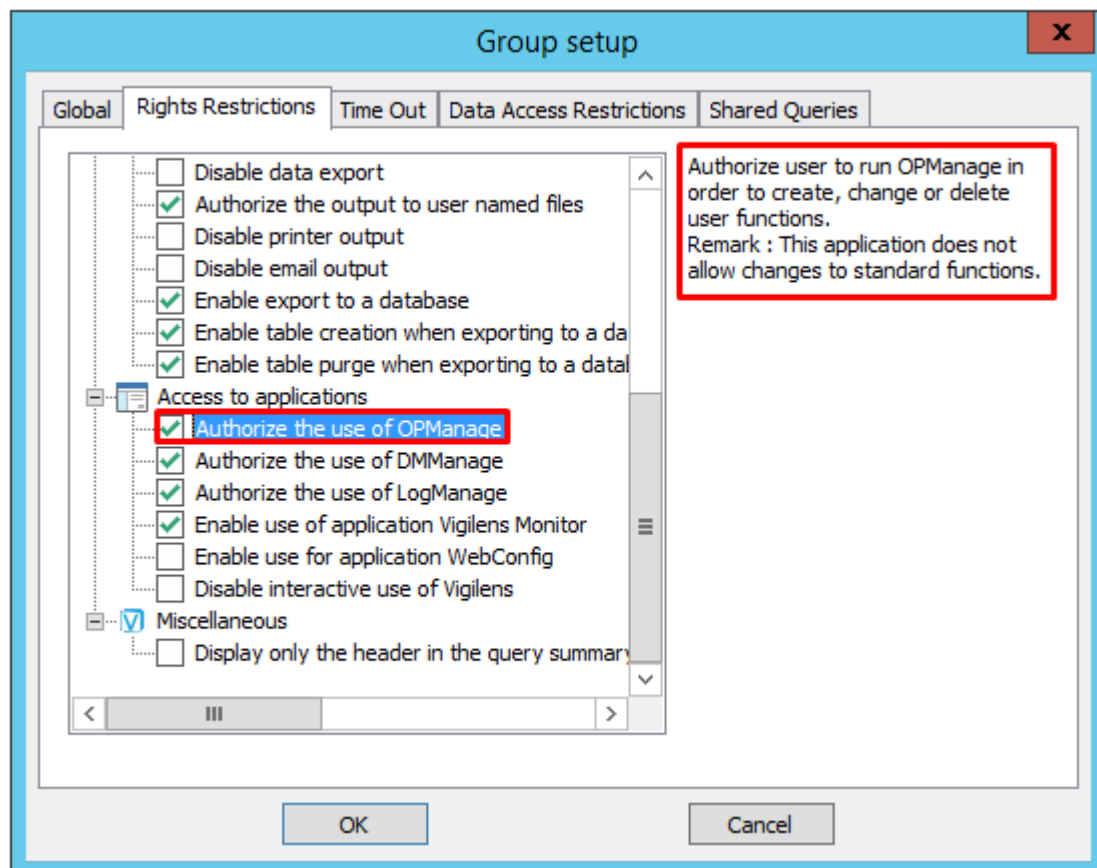 Group setup
x
Global
Rights Restrictions
Time Out
Data Access Restrictions
Shared Queries
Disable data export
Authorize the output to user named files
Disable printer output
Disable email output
Enable export to a database
Enable table creation when exporting to a da
Enable table purge when exporting to a datal
Access to applications
Authorize the use of OPManage
Authorize the use of DMManage
Authorize the use of LogManage
Enable use of application Vigilens Monitor
Enable use for application WebConfig
Disable interactive use of Vigilens
Miscellaneous
Display only the header in the query summary
Authorize user to run OPManage in
order to create, change or delete
user functions.
Remark : This application does not
allow changes to standard functions.
OK
Cancel